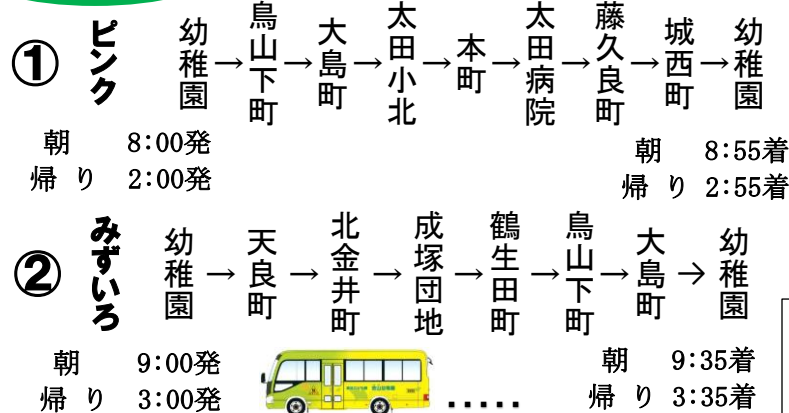 ① ピンク 幼稚園→鳥山下町→大島町→太田小北→本町→太田病院→藤久良町→城西町→幼稚園
朝 8:00発
帰り 2:00発
朝 8:55着
帰り 2:55着
② みずいろ 幼稚園→天良町→北金井町→成塚団地→鶴生田町→鳥山下町→大島町→幼稚園
朝 9:00発
帰り 3:00発
朝 9:35着
帰り 3:35着
.....